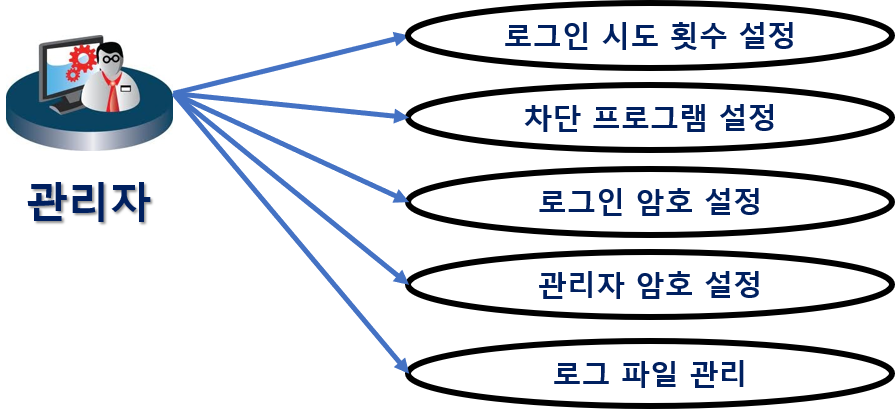 로그인 시도 횟수 설정
차단 프로그램 설정
관리자
로그인 암호 설정
관리자 암호 설정
로그 파일 관리